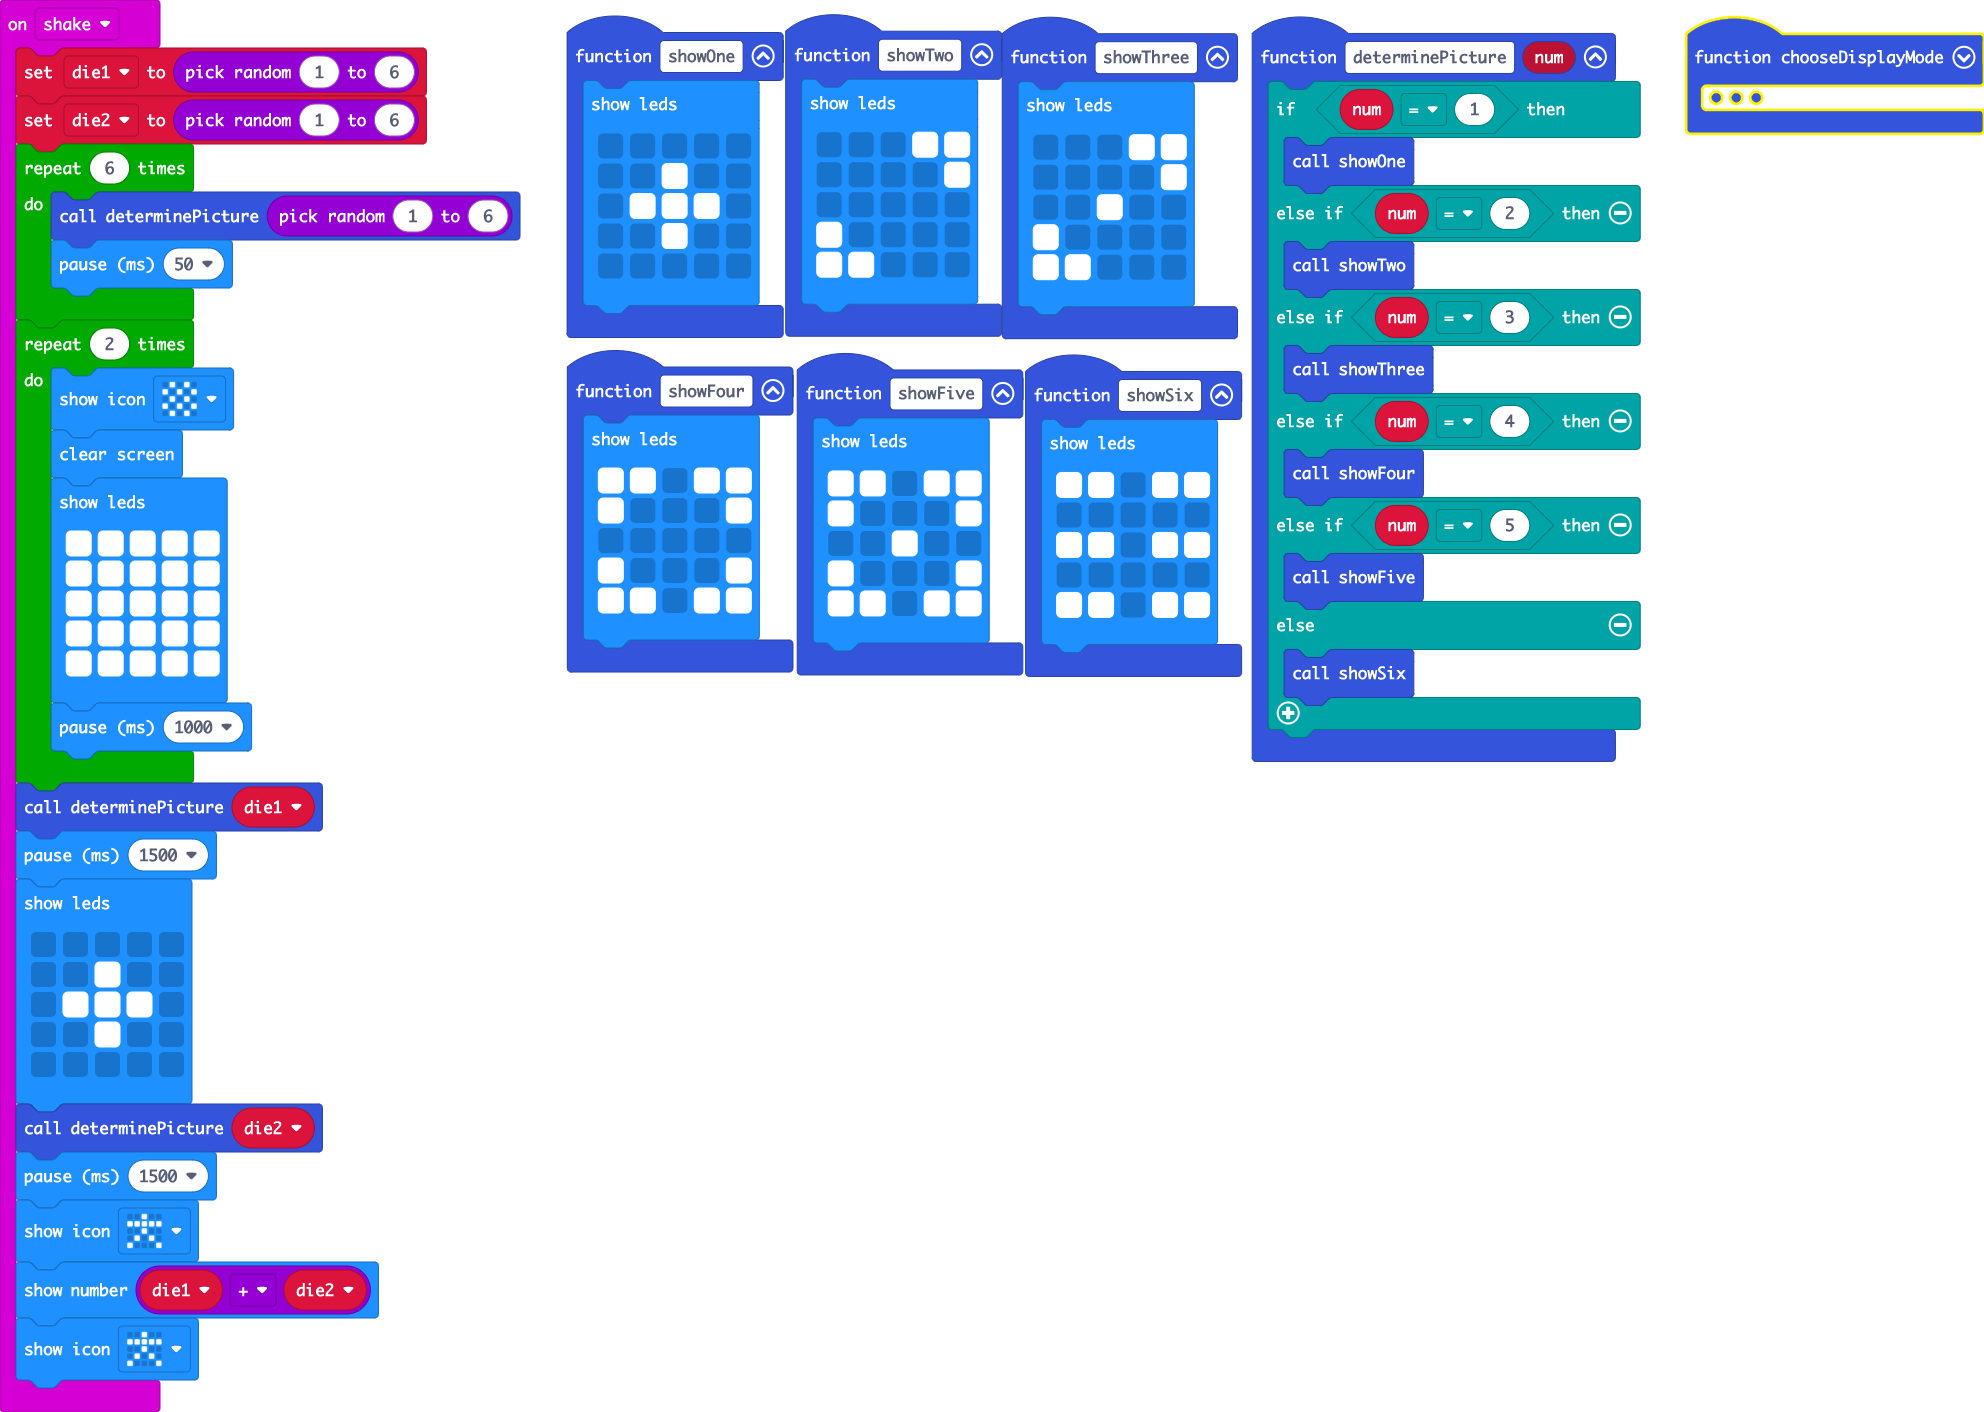 on shake
set die1 to pick random 1 to 6
set die2 to pick random 1 to 6
repeat 6 times
do
call determinePicture pick random 1 to 6
pause (ms) 50
repeat 2 times
do
show icon
clear screen
show leds
pause (ms) 1000
call determinePicture die1
pause (ms) 1500
show leds
call determinePicture die2
pause (ms) 1500
show icon
show number die1 + die2
show icon
function showOne
show leds
function showTwo
show leds
function showThree
show leds
function showFour
show leds
function showFive
show leds
function showSix
show leds
function determinePicture num
if num = 1 then
call showOne
else if num = 2 then
call showTwo
else if num = 3 then
call showThree
else if num = 4 then
call showFour
else if num = 5 then
call showFive
else
call showSix
function chooseDisplayMode